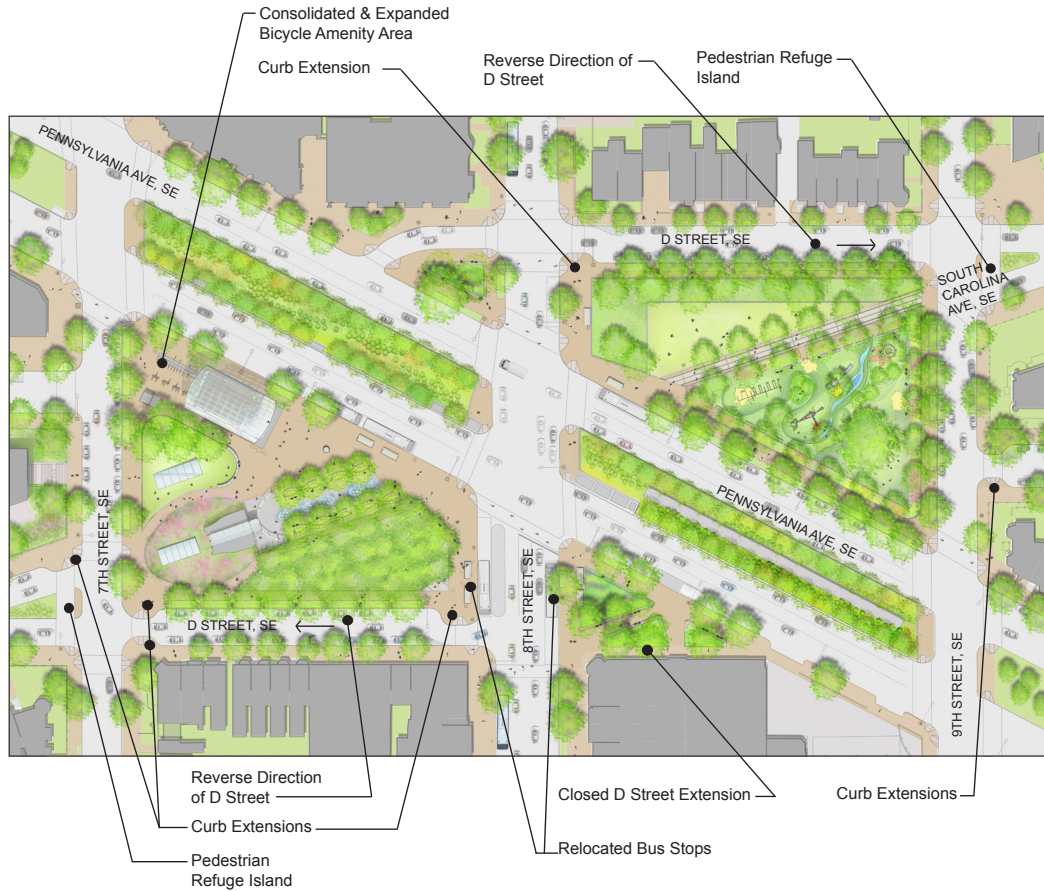 Consolidated & Expanded
Bicycle Amenity Area
Curb Extension
Reverse Direction of
D Street
Pedestrian Refuge
Island
PENNSYLVANIA AVE, SE
D STREET, SE
SOUTH
CAROLINA
AVE, SE
7TH STREET, SE
PENNSYLVANIA AVE, SE
D STREET, SE
8TH STREET, SE
9TH STREET, SE
Reverse Direction
of D Street
Closed D Street Extension
Curb Extensions
Curb Extensions
Relocated Bus Stops
Pedestrian
Refuge Island